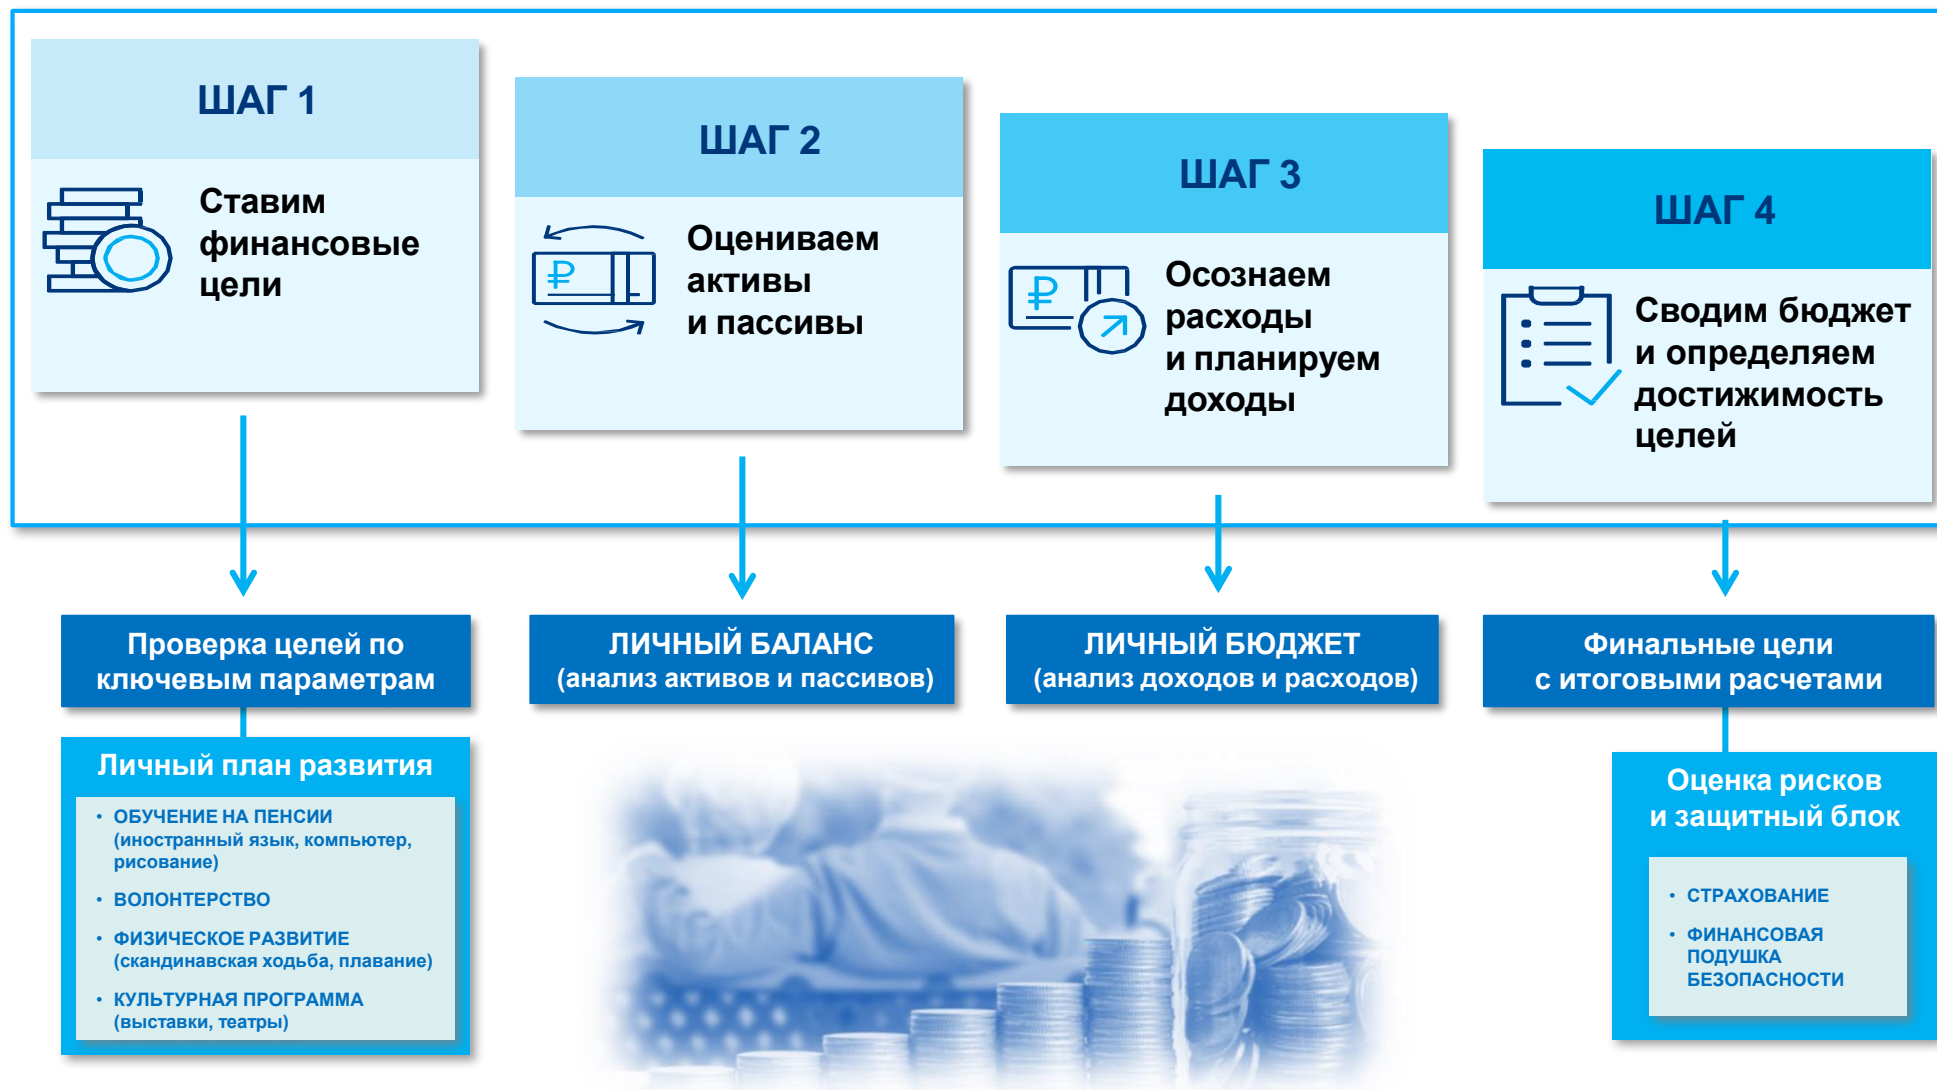 ШАГ 1
Ставим
финансовые
цели
ШАГ 2
Оцениваем
активы
и пассивы
ШАГ 3
Осознаем
расходы
и планируем
доходы
ШАГ 4
Сводим бюджет
и определяем
достижимость
целей
Проверка целей по
ключевым параметрам
ЛИЧНЫЙ БАЛАНС
(анализ активов и пассивов)
ЛИЧНЫЙ БЮДЖЕТ
(анализ доходов и расходов)
Финальные цели
с итоговыми расчетами
Личный план развития
• ОБУЧЕНИЕ НА ПЕНСИИ
(иностранный язык, компьютер,
рисование)
• ВОЛОНТЕРСТВО
• ФИЗИЧЕСКОЕ РАЗВИТИЕ
(скандинавская ходьба, плавание)
• КУЛЬТУРНАЯ ПРОГРАММА
(выставки, театры)
Оценка рисков
и защитный блок
• СТРАХОВАНИЕ
• ФИНАНСОВАЯ
ПОДУШКА
БЕЗОПАСНОСТИ